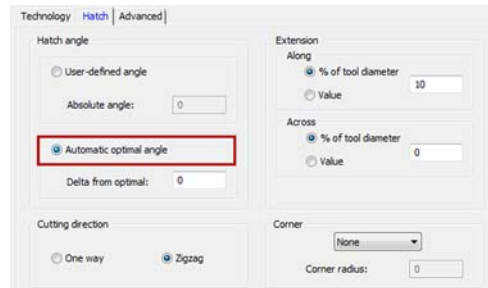 Technology Hatch Advanced
Hatch angle
User-defined angle
Absolute angle: 0
Automatic optimal angle
Delta from optimal: 0
Cutting direction
One way Zigzag
Extension
Along
% of tool diameter
Value
10
Across
% of tool diameter
Value
0
Corner
None
Corner radius: 0